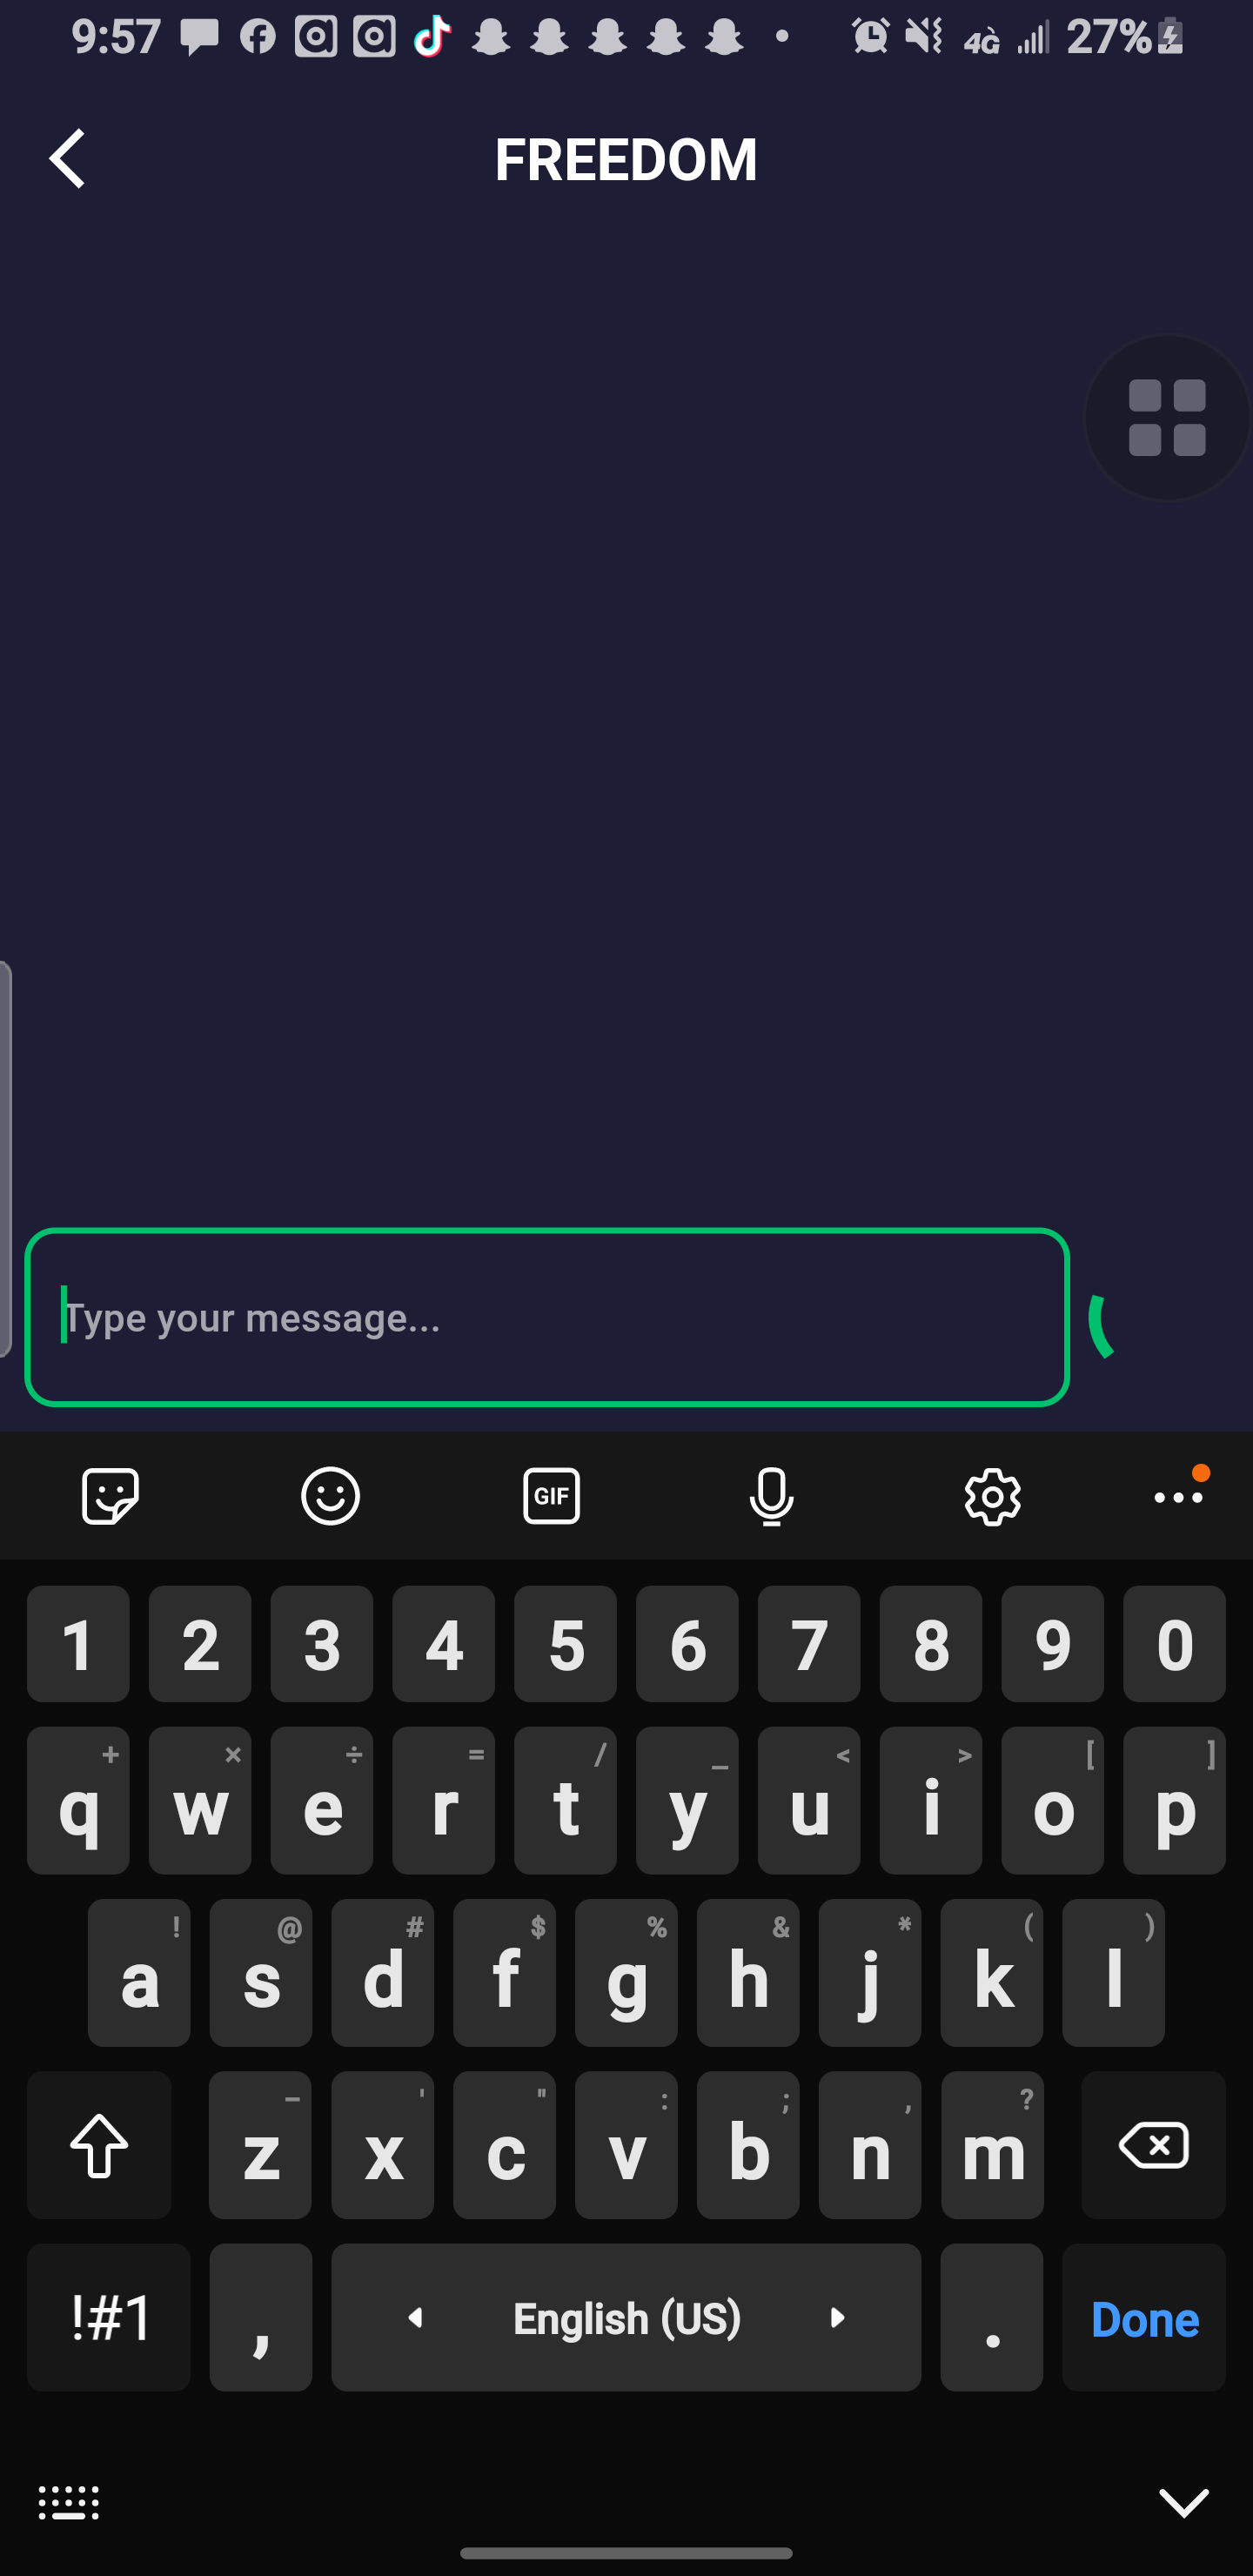 9:57 4G 27%
FREEDOM
Type your message...
GIF
1 2 3 4 5 6 7 8 9 0
+ × ÷ = / _ < > [ ]
q w e r t y u i o p
! @ # $ % & * ( )
a s d f g h j k l
- ' " : ; , ?
z x c v b n m
!#1 , English (US) . Done